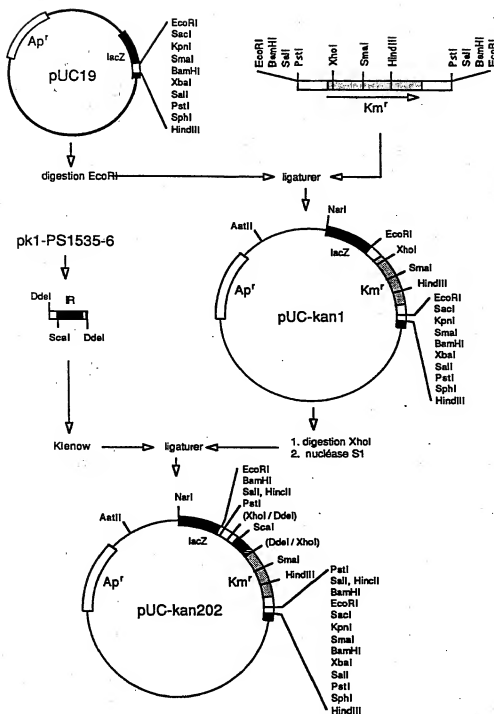 Ap^r
pUC19
lacZ
EcoRI
SacI
KpnI
SmaI
BamHI
XbaI
SalI
PstI
SphI
HindIII
EcoRI
BamHI
SalI
PstI
XhoI
SmaI
HindIII
PstI
SalI
BamHI
EcoRI
Km^r
digestion EcoRI
ligaturer
pk1-PS1535-6
DdeI
IR
ScaI
DdeI
AatII
NarI
lacZ
EcoRI
XhoI
SmaI
HindIII
Km^r
Ap^r
pUC-kan1
EcoRI
SacI
KpnI
SmaI
BamHI
XbaI
SalI
PstI
SphI
HindIII
Klenow
ligaturer
1. digestion XhoI
2. nucléase S1
EcoRI
BamHI
SalI, HincII
PstI
(XhoI / DdeI)
ScaI
(DdeI / XhoI)
SmaI
HindIII
NarI
AatII
lacZ
Ap^r
Km^r
pUC-kan202
PstI
SalI, HincII
BamHI
EcoRI
SacI
KpnI
SmaI
BamHI
XbaI
SalI
PstI
SphI
HindIII